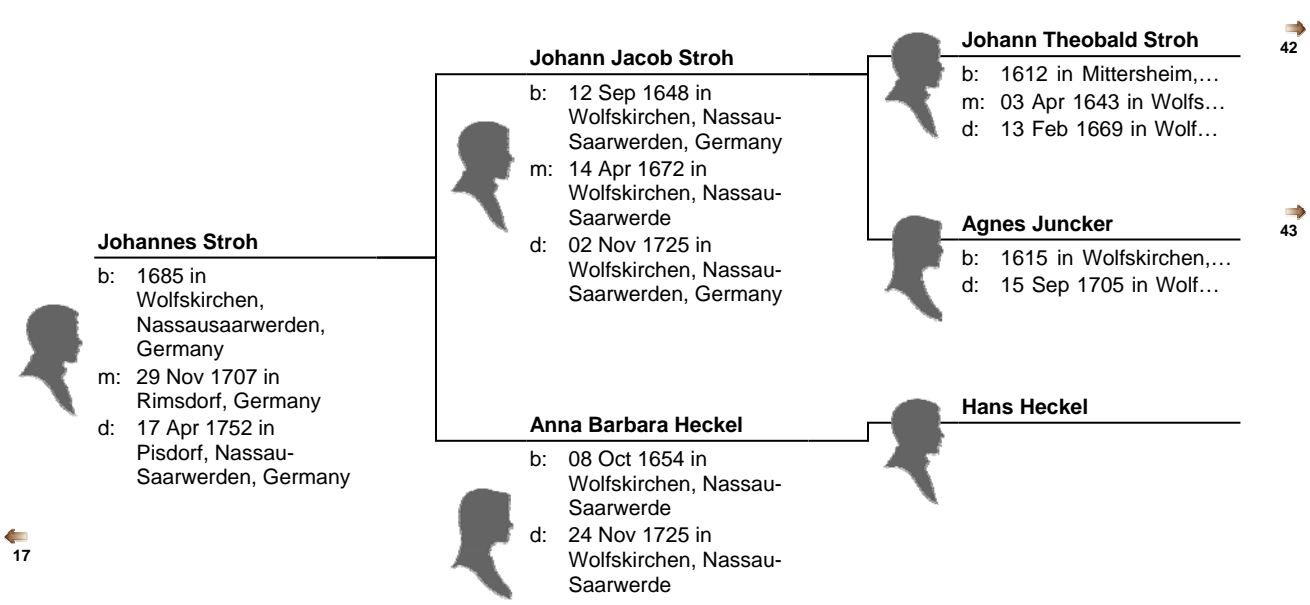 Johannes Stroh
b: 1685 in
Wolfskirchen,
Nassausaarwerden,
Germany
m: 29 Nov 1707 in
Rimsdorf, Germany
d: 17 Apr 1752 in
Pisdorf, Nassau-
Saarwerden, Germany
17
Johann Jacob Stroh
b: 12 Sep 1648 in
Wolfskirchen, Nassau-
Saarwerden, Germany
m: 14 Apr 1672 in
Wolfskirchen, Nassau-
Saarwerde
d: 02 Nov 1725 in
Wolfskirchen, Nassau-
Saarwerden, Germany
Anna Barbara Heckel
b: 08 Oct 1654 in
Wolfskirchen, Nassau-
Saarwerde
d: 24 Nov 1725 in
Wolfskirchen, Nassau-
Saarwerde
Johann Theobald Stroh
b: 1612 in Mittersheim,…
m: 03 Apr 1643 in Wolfs…
d: 13 Feb 1669 in Wolf…
42
Agnes Juncker
b: 1615 in Wolfskirchen,…
d: 15 Sep 1705 in Wolf…
43
Hans Heckel